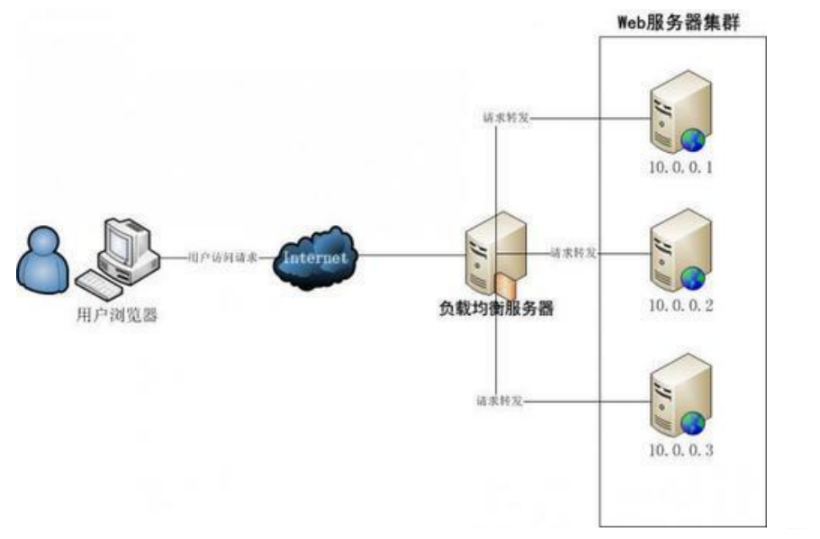 Web服务器集群
请求转发
10.0.0.1
用户访问请求
Internet
请求转发
用户浏览器
负载均衡服务器
10.0.0.2
请求转发
10.0.0.3